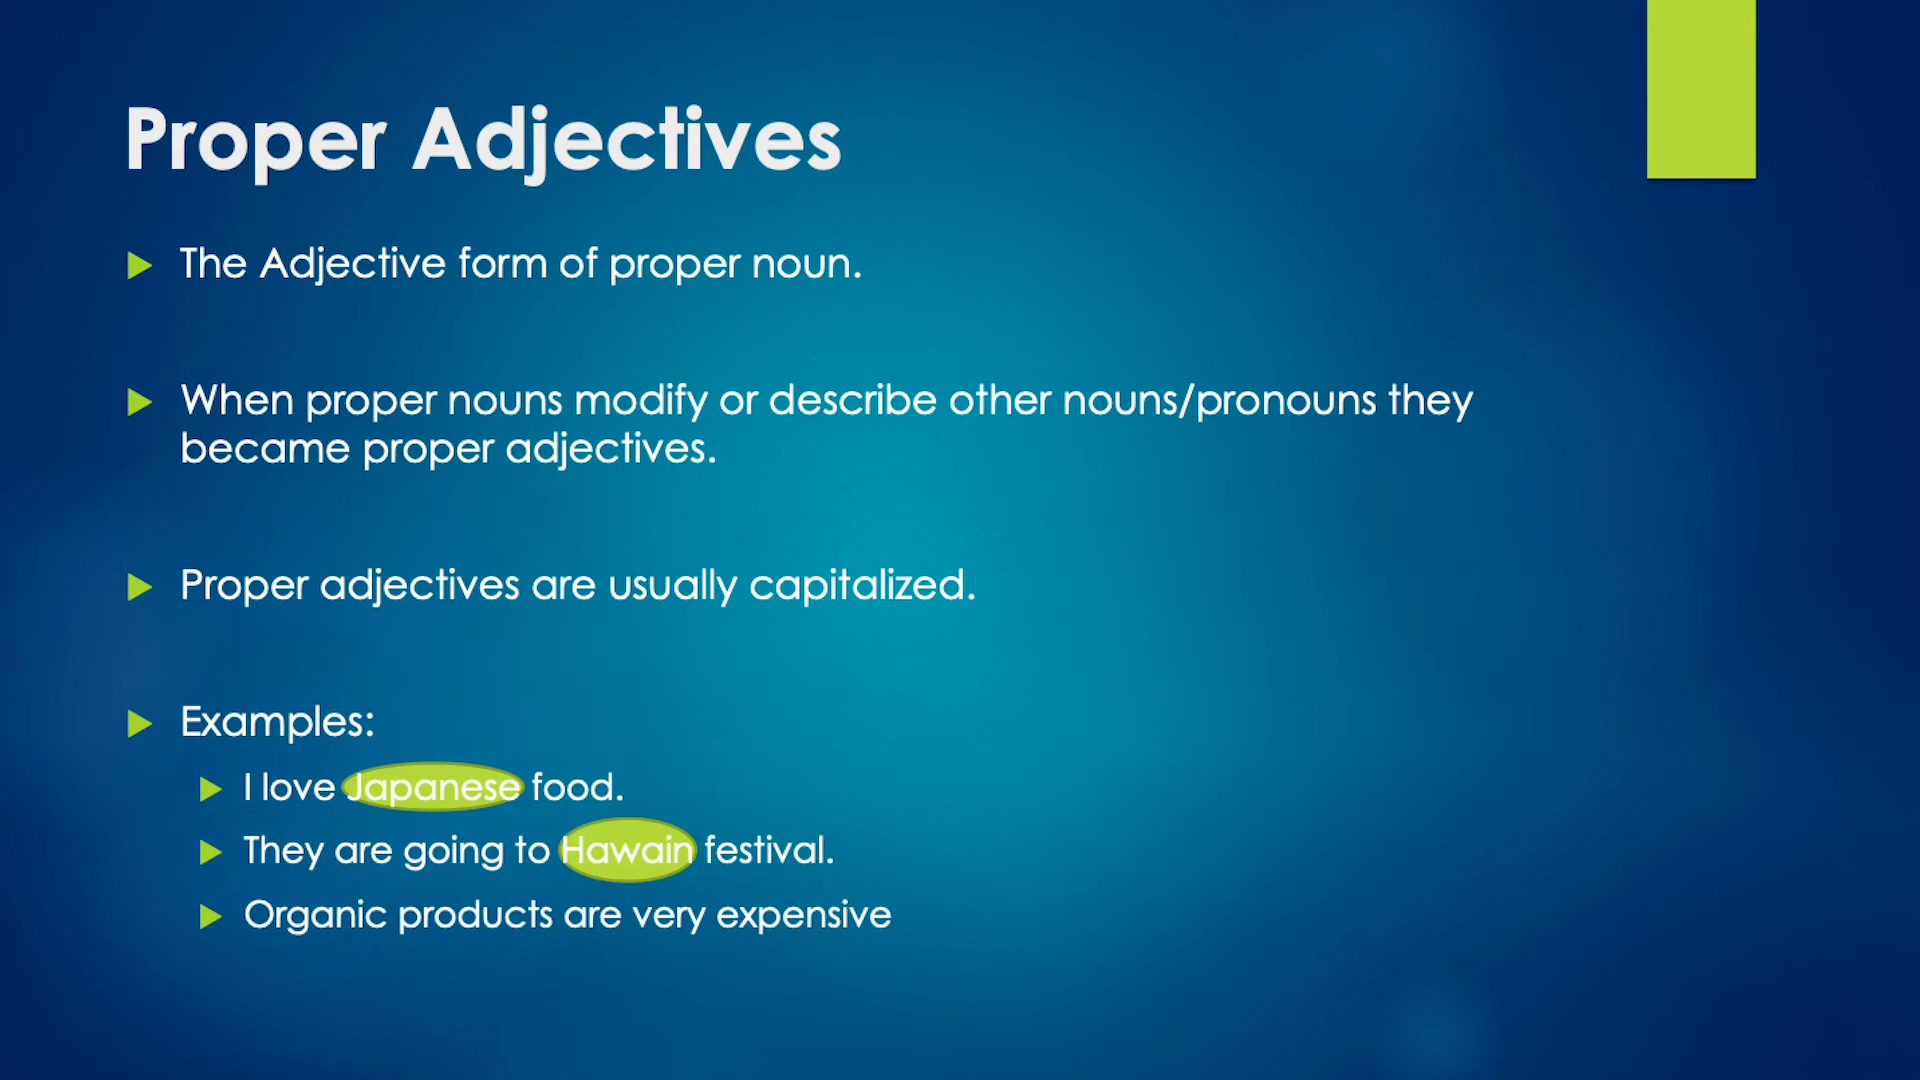 Proper Adjectives
The Adjective form of proper noun.
When proper nouns modify or describe other nouns/pronouns they
became proper adjectives.
Proper adjectives are usually capitalized.
Examples:
I love Japanese food.
They are going to Hawain festival.
Organic products are very expensive